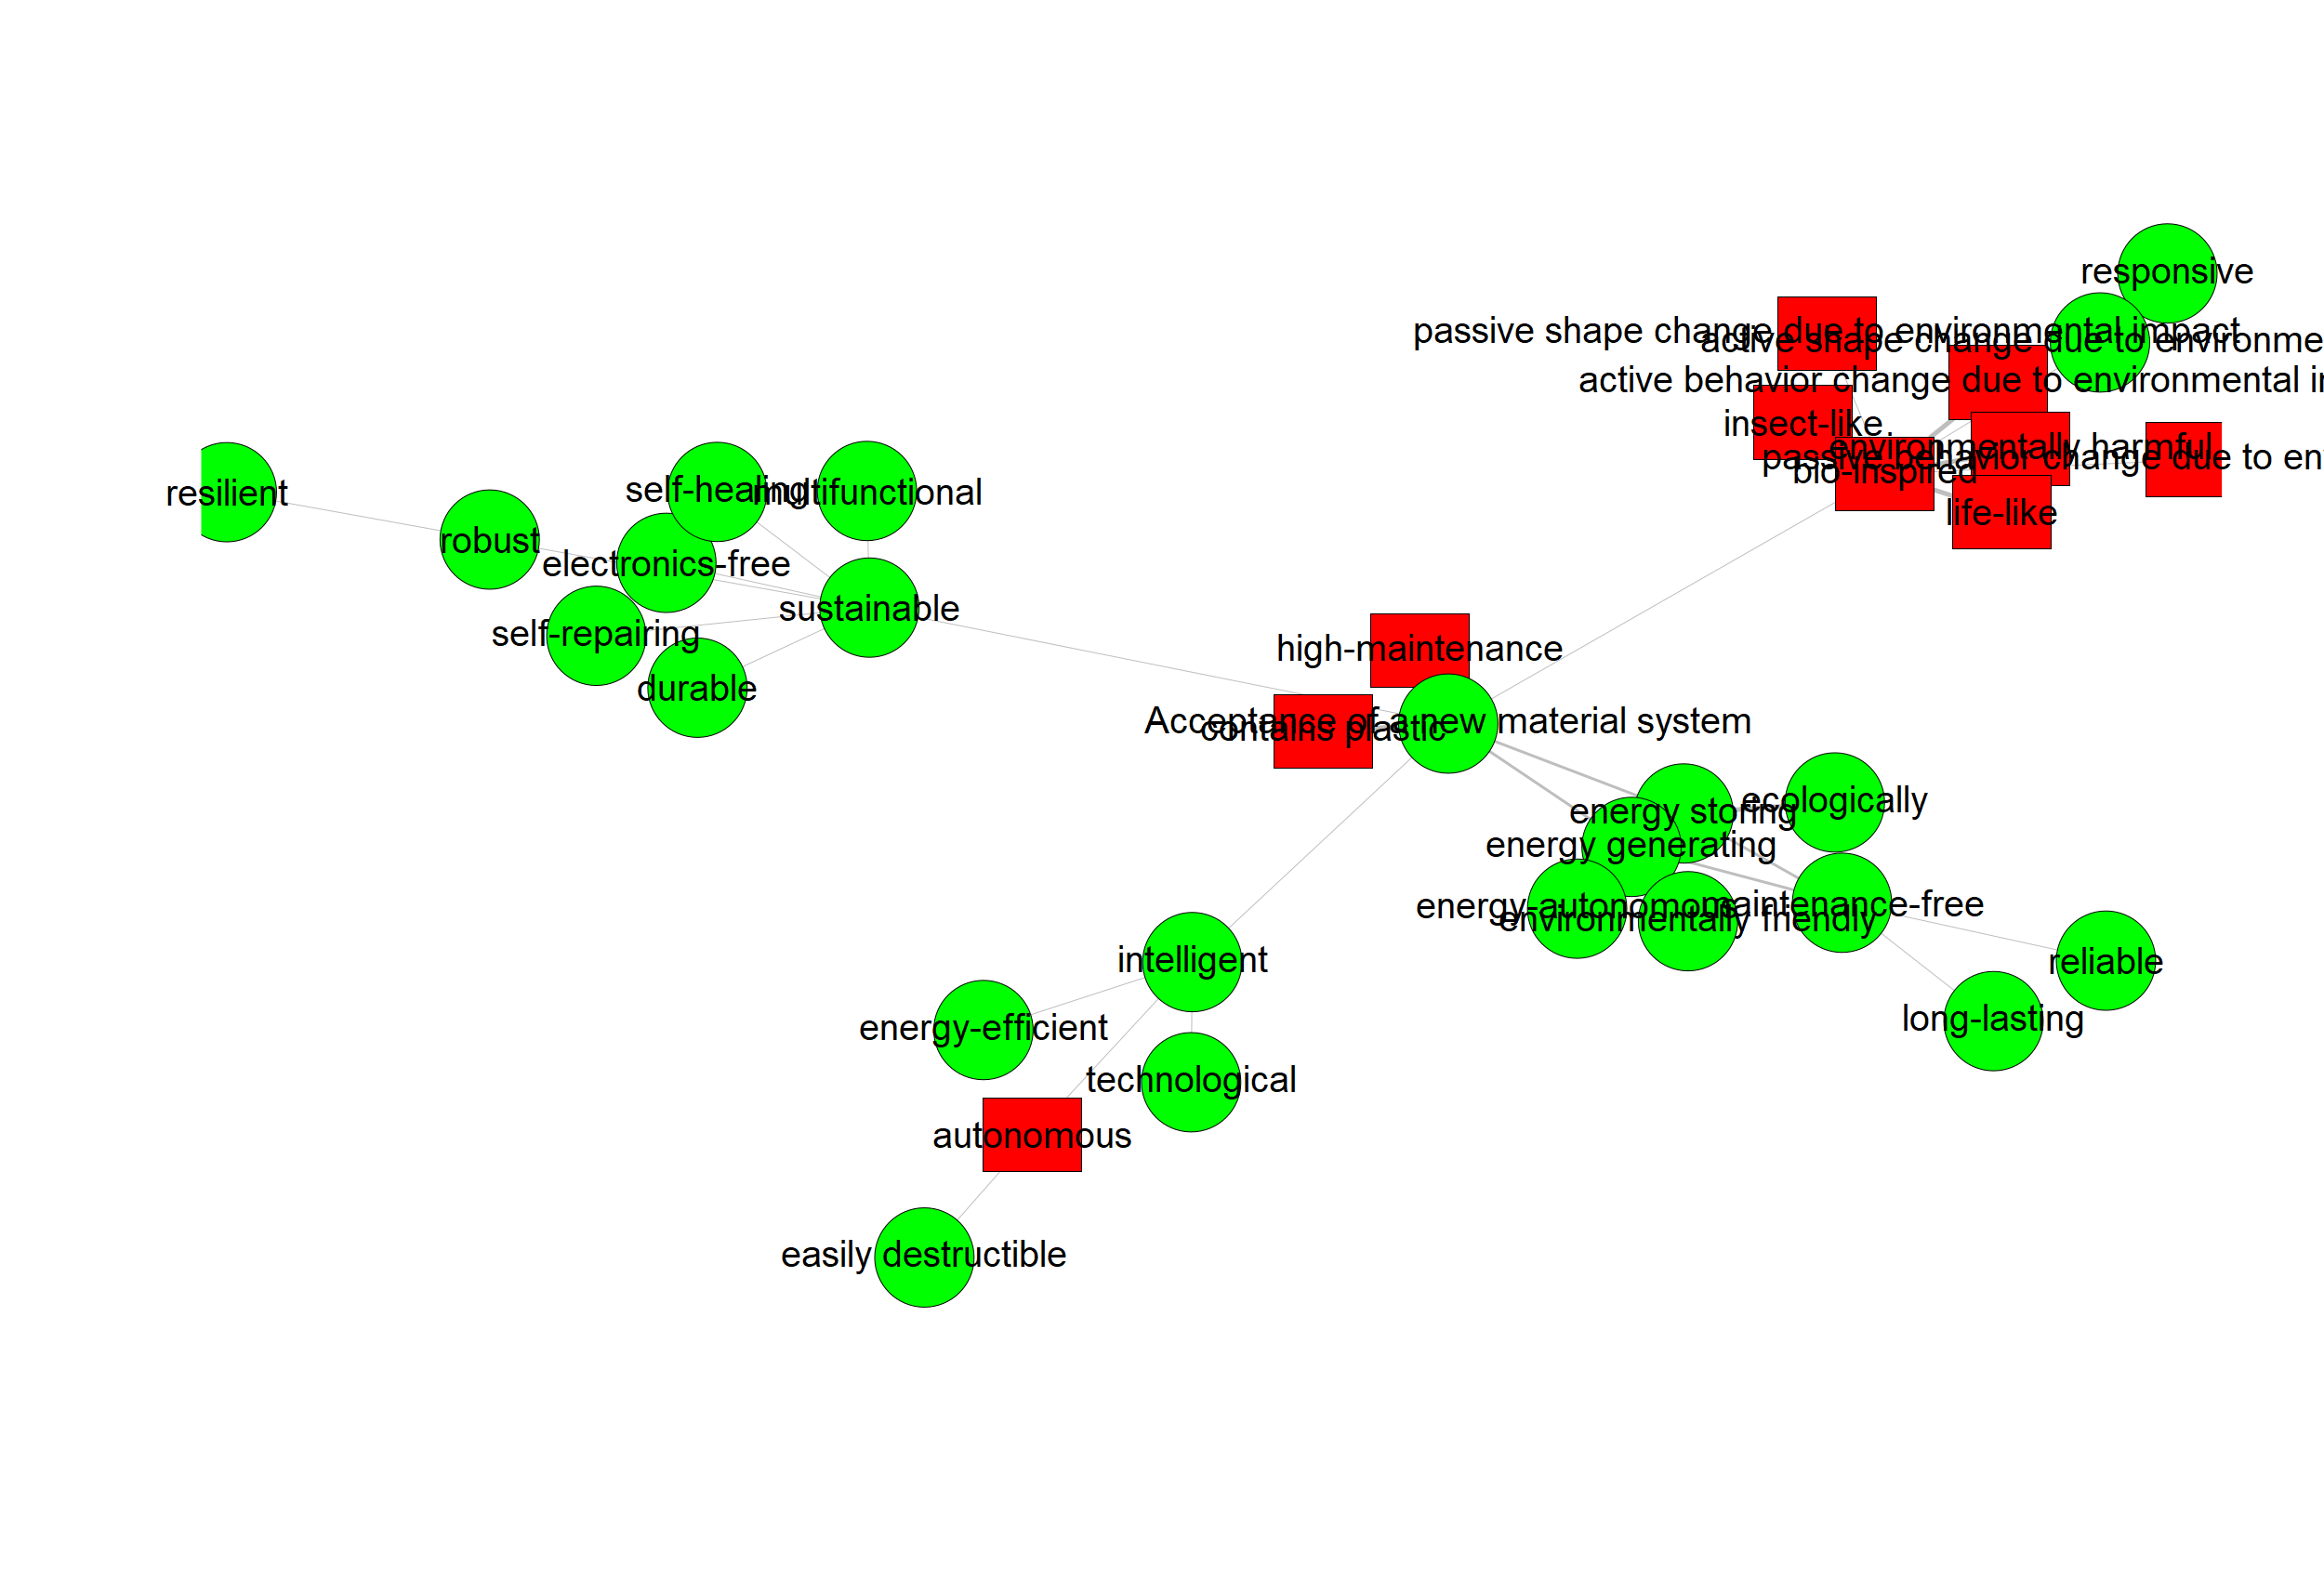 responsive
passive shape change due to environmental impact
active shape change due to environme
active behavior change due to environmental in
insect-like
environmentally harmful
passive behavior change due to en
bio-inspired
life-like
resilient
self-healing
multifunctional
robust
electronics-free
sustainable
self-repairing
durable
high-maintenance
Acceptance of a new material system
contains plastic
energy storing
ecologically
energy generating
energy-autonomous
maintenance-free
environmentally friendly
intelligent
reliable
long-lasting
energy-efficient
technological
autonomous
easily destructible